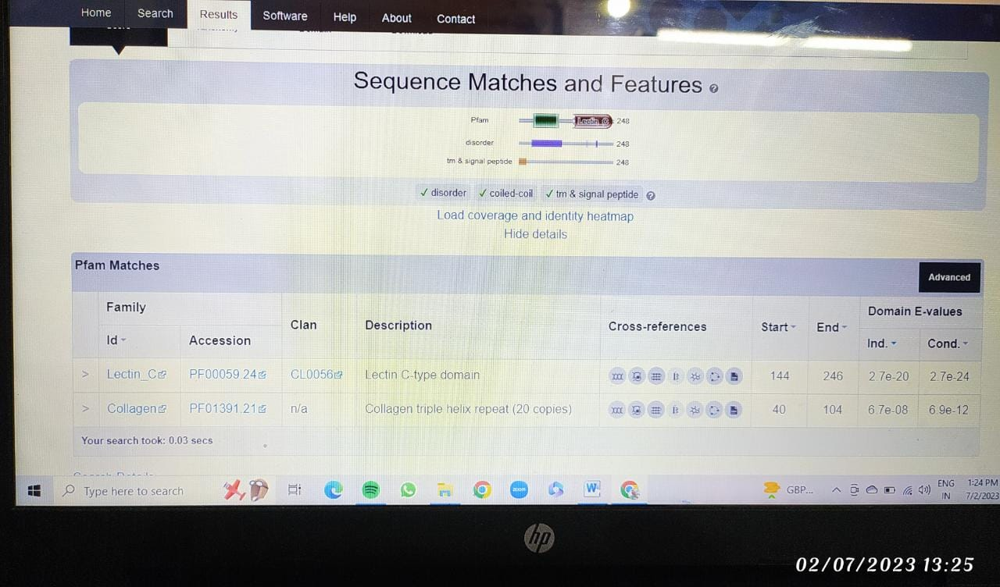 Home Search Results Software Help About Contact
Sequence Matches and Features
Pfam Lectin_C 248
disorder 248
tm & signal peptide 248
✓ disorder ✓ coiled-coil ✓ tm & signal peptide
Load coverage and identity heatmap
Hide details
Pfam Matches
Advanced
Family Clan Description Cross-references Start End Domain E-values
Id Accession Ind. Cond.
> Lectin_C PF00059.24 CL0056 Lectin C-type domain 144 246 2.7e-20 2.7e-24
> Collagen PF01391.21 n/a Collagen triple helix repeat (20 copies) 40 104 6.7e-08 6.9e-12
Your search took: 0.03 secs
Type here to search zoom W GBP... ENG 1:24 PM
IN 7/2/2023
hp
02/07/2023 13:25